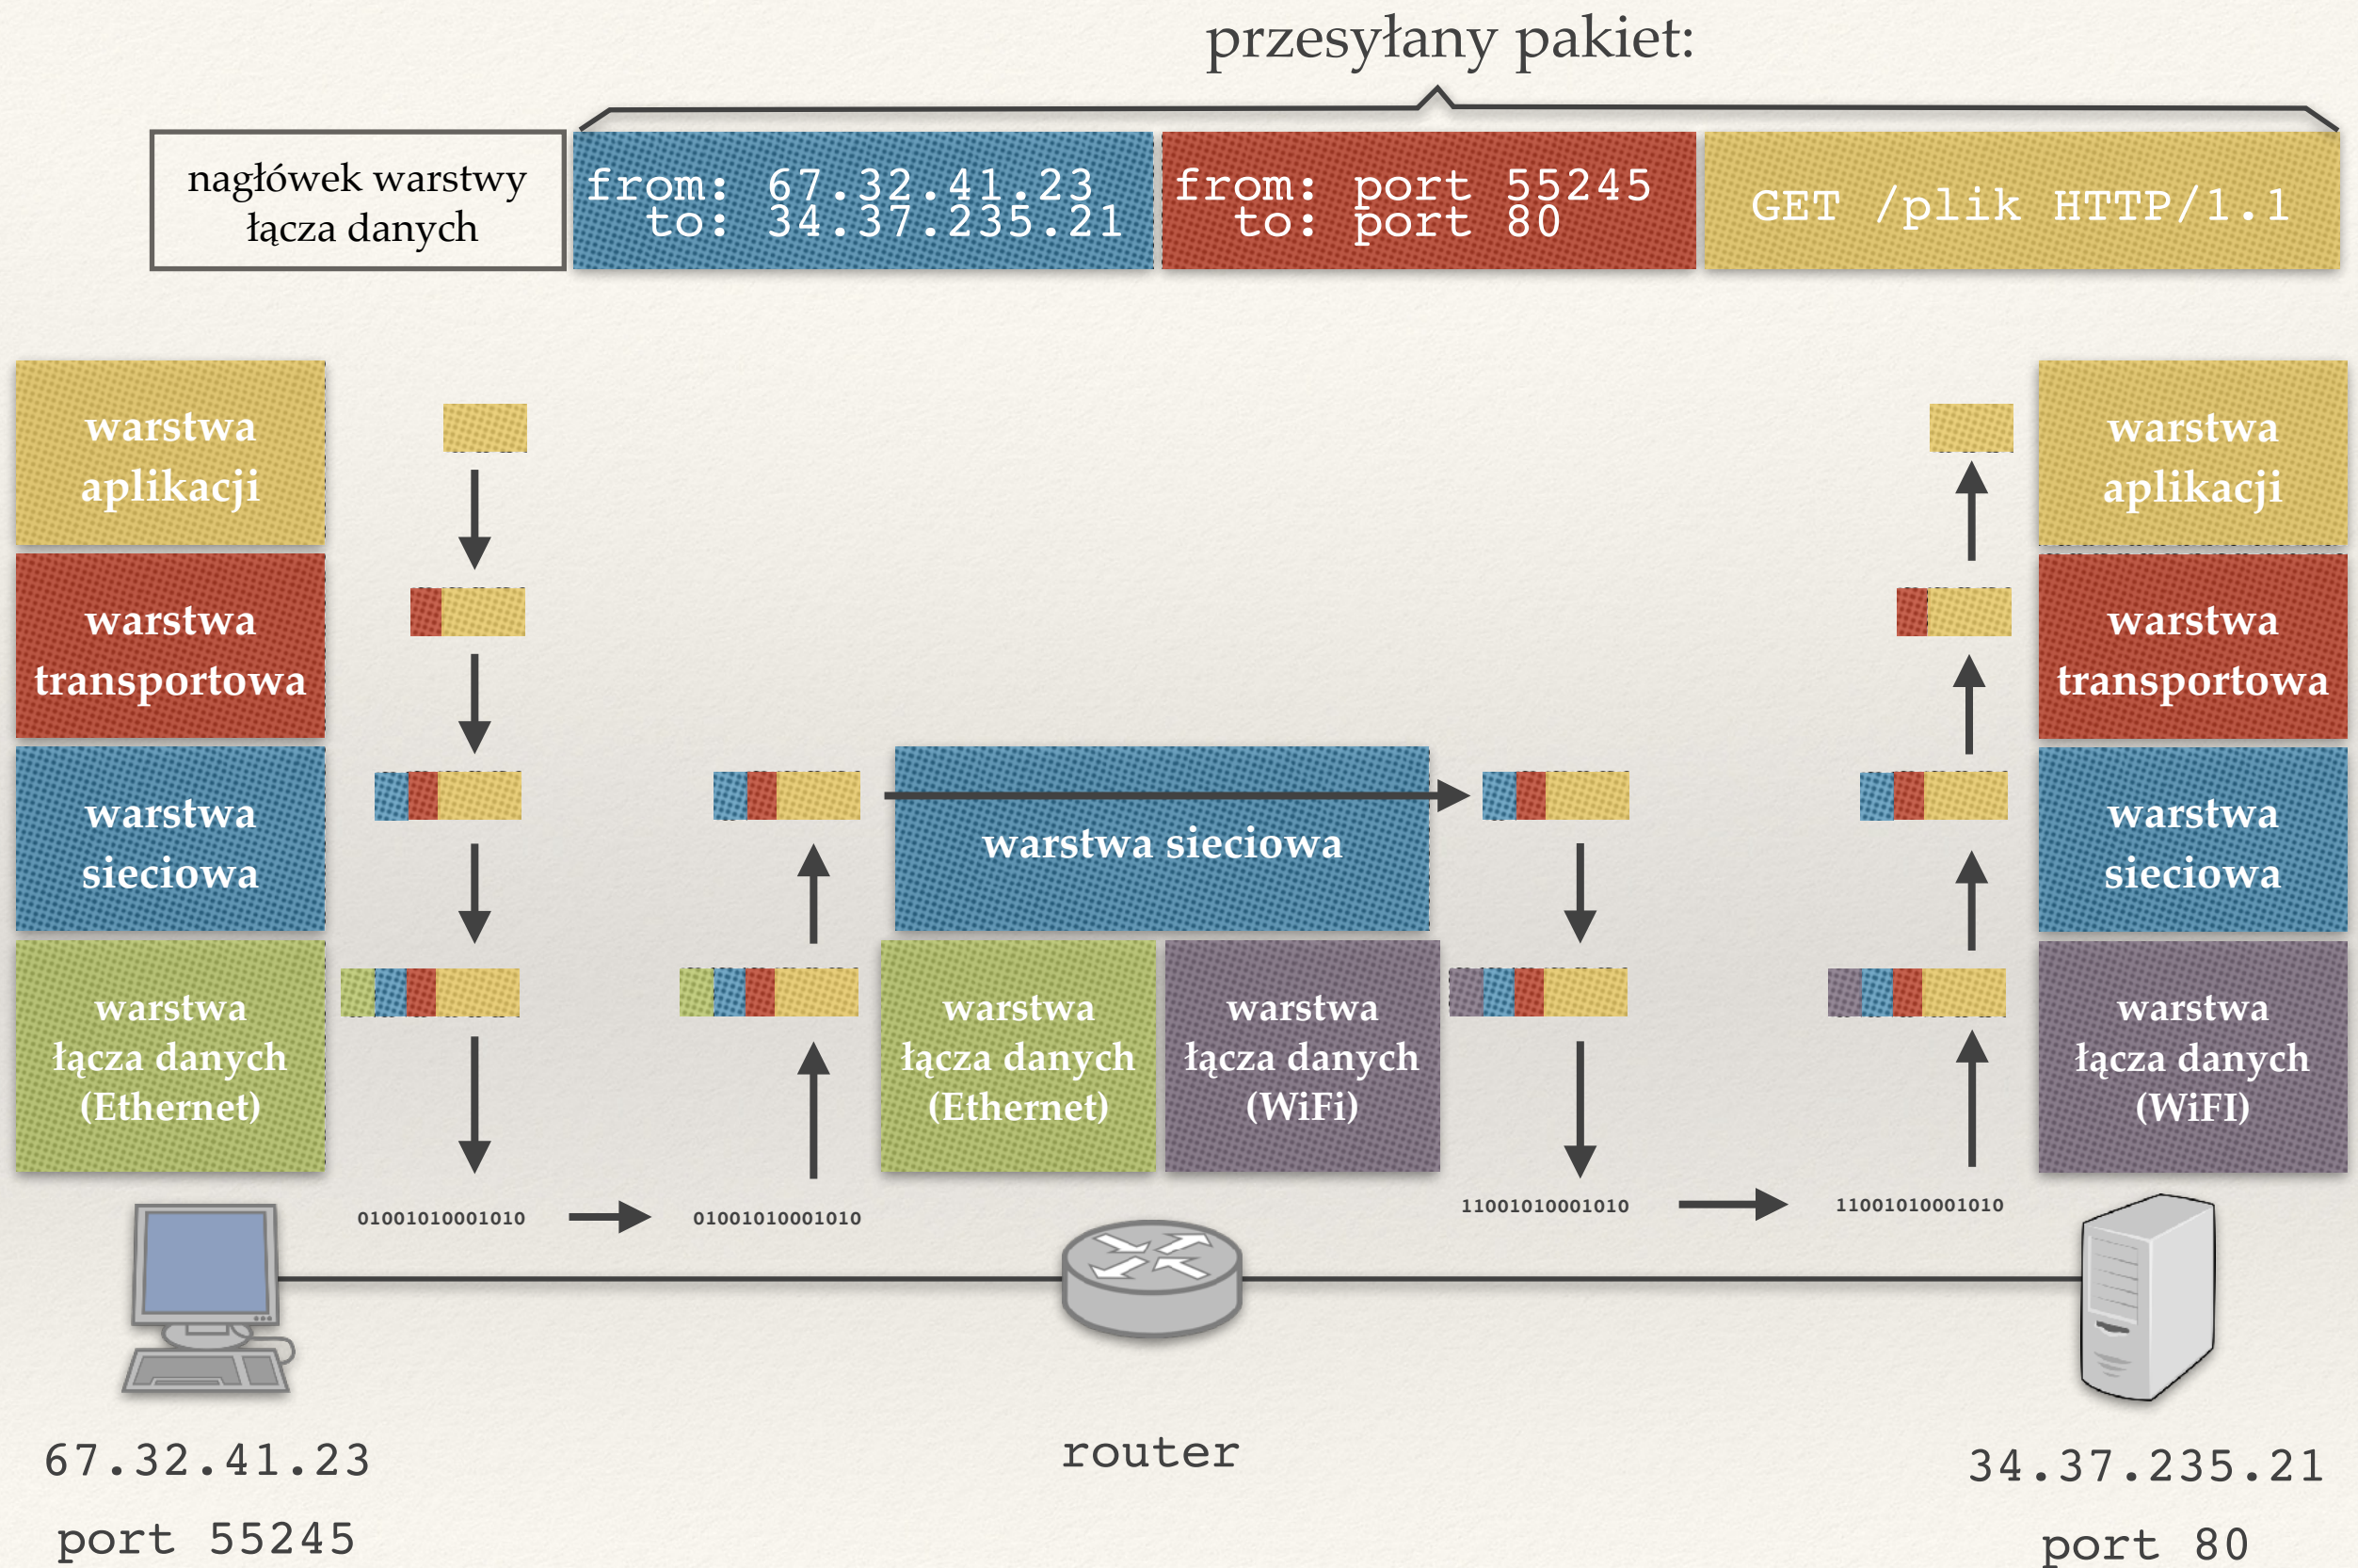 przesyłany pakiet:
nagłówek warstwy
łącza danych
from: 67.32.41.23
to: 34.37.235.21
from: port 55245
to: port 80
GET /plik HTTP/1.1
warstwa
aplikacji
warstwa
transportowa
warstwa
sieciowa
warstwa
łącza danych
(Ethernet)
warstwa sieciowa
warstwa
łącza danych
(Ethernet)
warstwa
łącza danych
(WiFi)
warstwa
aplikacji
warstwa
transportowa
warstwa
sieciowa
warstwa
łącza danych
(WiFI)
01001010001010
01001010001010
11001010001010
11001010001010
67.32.41.23
port 55245
router
34.37.235.21
port 80